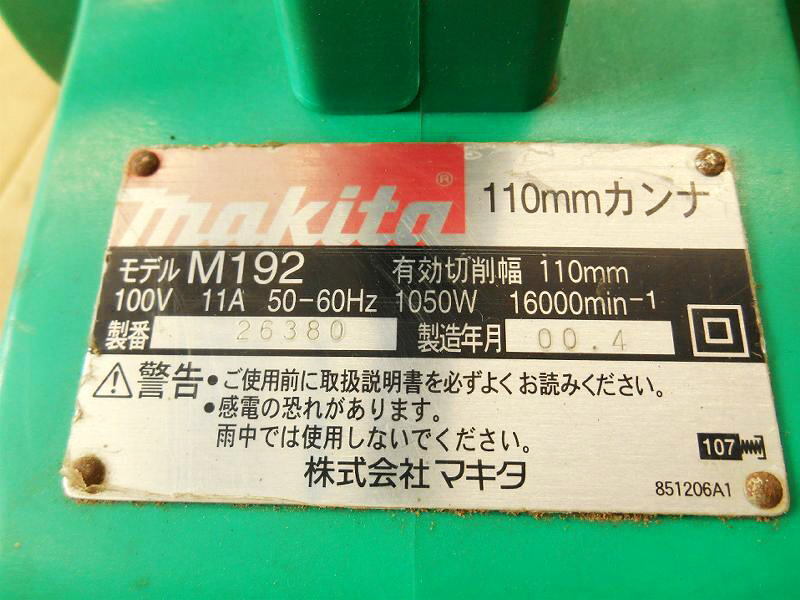 makita®
110mmカンナ
モデル M192 有効切削幅 110mm
100V 11A 50-60Hz 1050W 16000min-1
製番 26380 製造年月 00.4
警告 •ご使用前に取扱説明書を必ずよくお読みください。
•感電の恐れがあります。
雨中では使用しないでください。
株式会社マキタ
107
851206A1